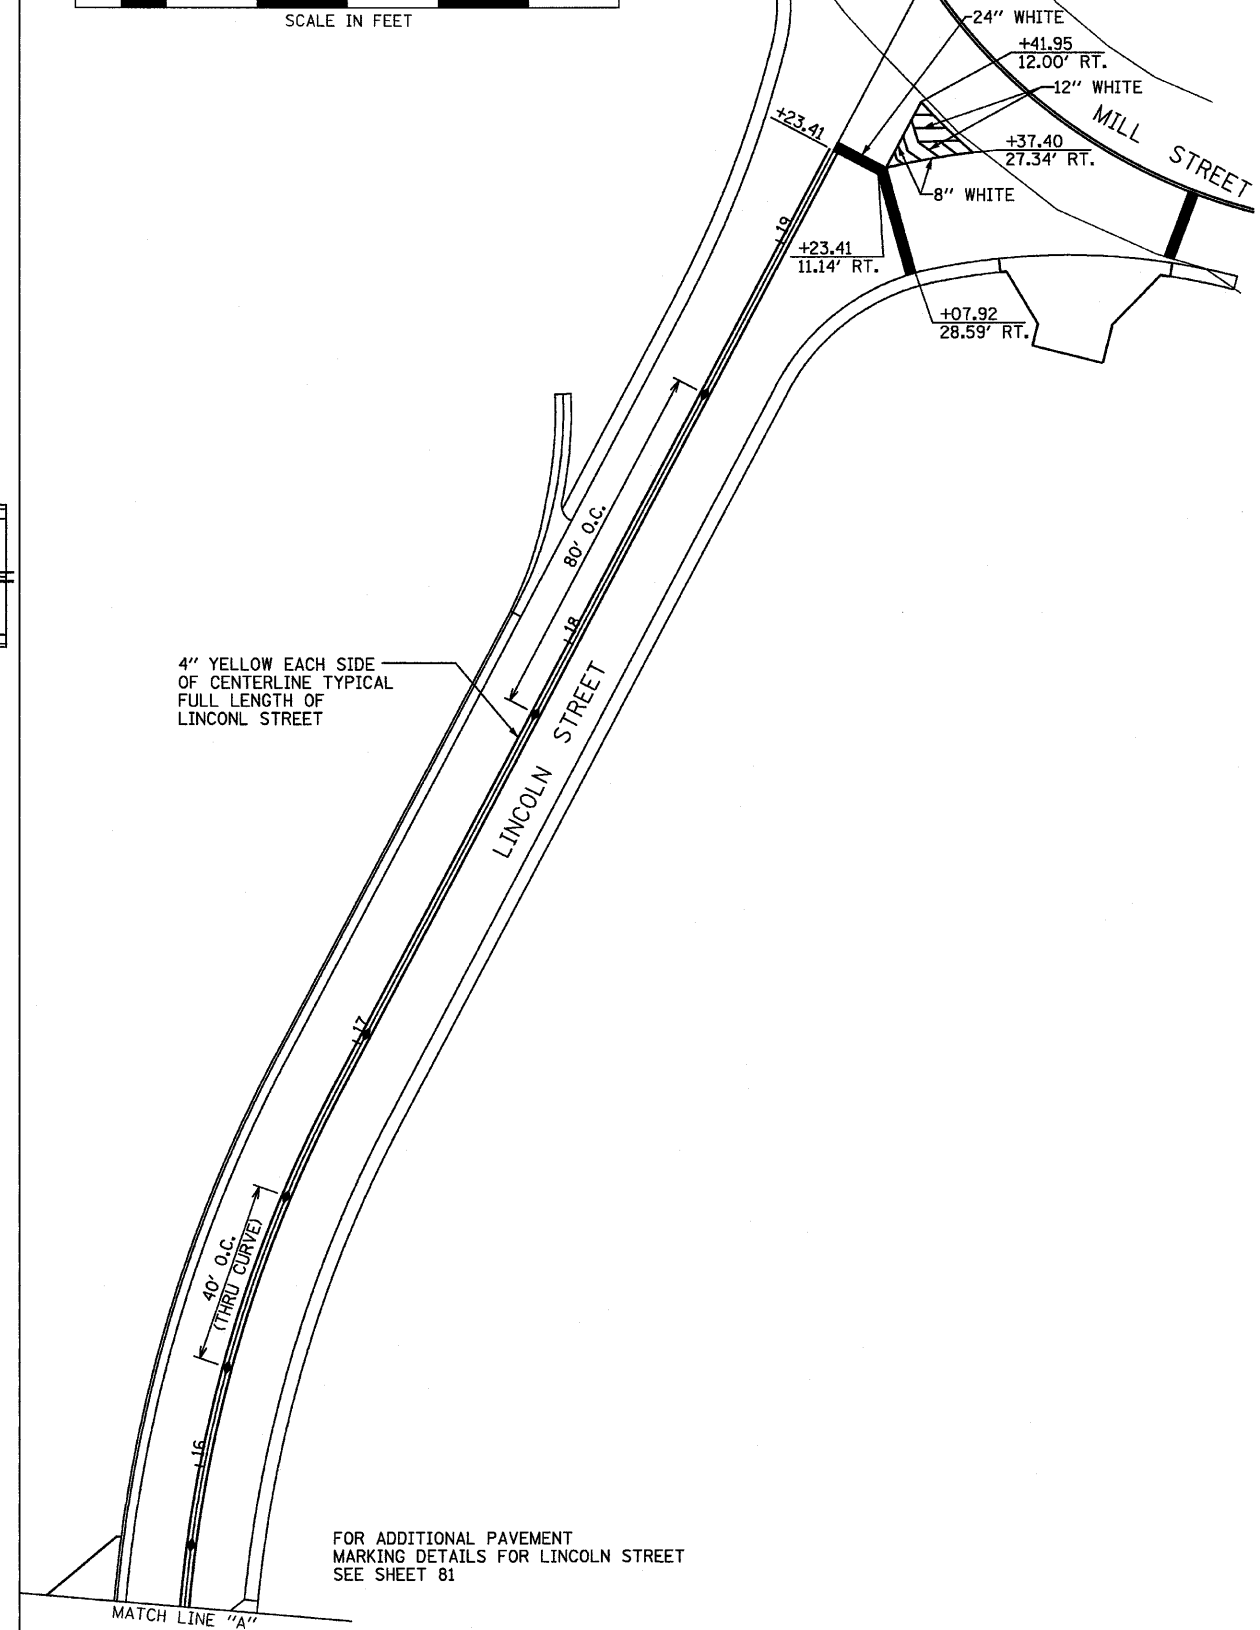 SCALE IN FEET
24" WHITE
+41.95
12.00' RT.
12" WHITE
MILL STREET
+23.41
+37.40
27.34' RT.
8" WHITE
19
+23.41
11.14' RT.
+07.92
28.59' RT.
80' O.C.
18
4" YELLOW EACH SIDE
OF CENTERLINE TYPICAL
FULL LENGTH OF
LINCONL STREET
LINCOLN STREET
17
40' O.C.
(THRU CURVE)
16
FOR ADDITIONAL PAVEMENT
MARKING DETAILS FOR LINCOLN STREET
SEE SHEET 81
MATCH LINE "A"